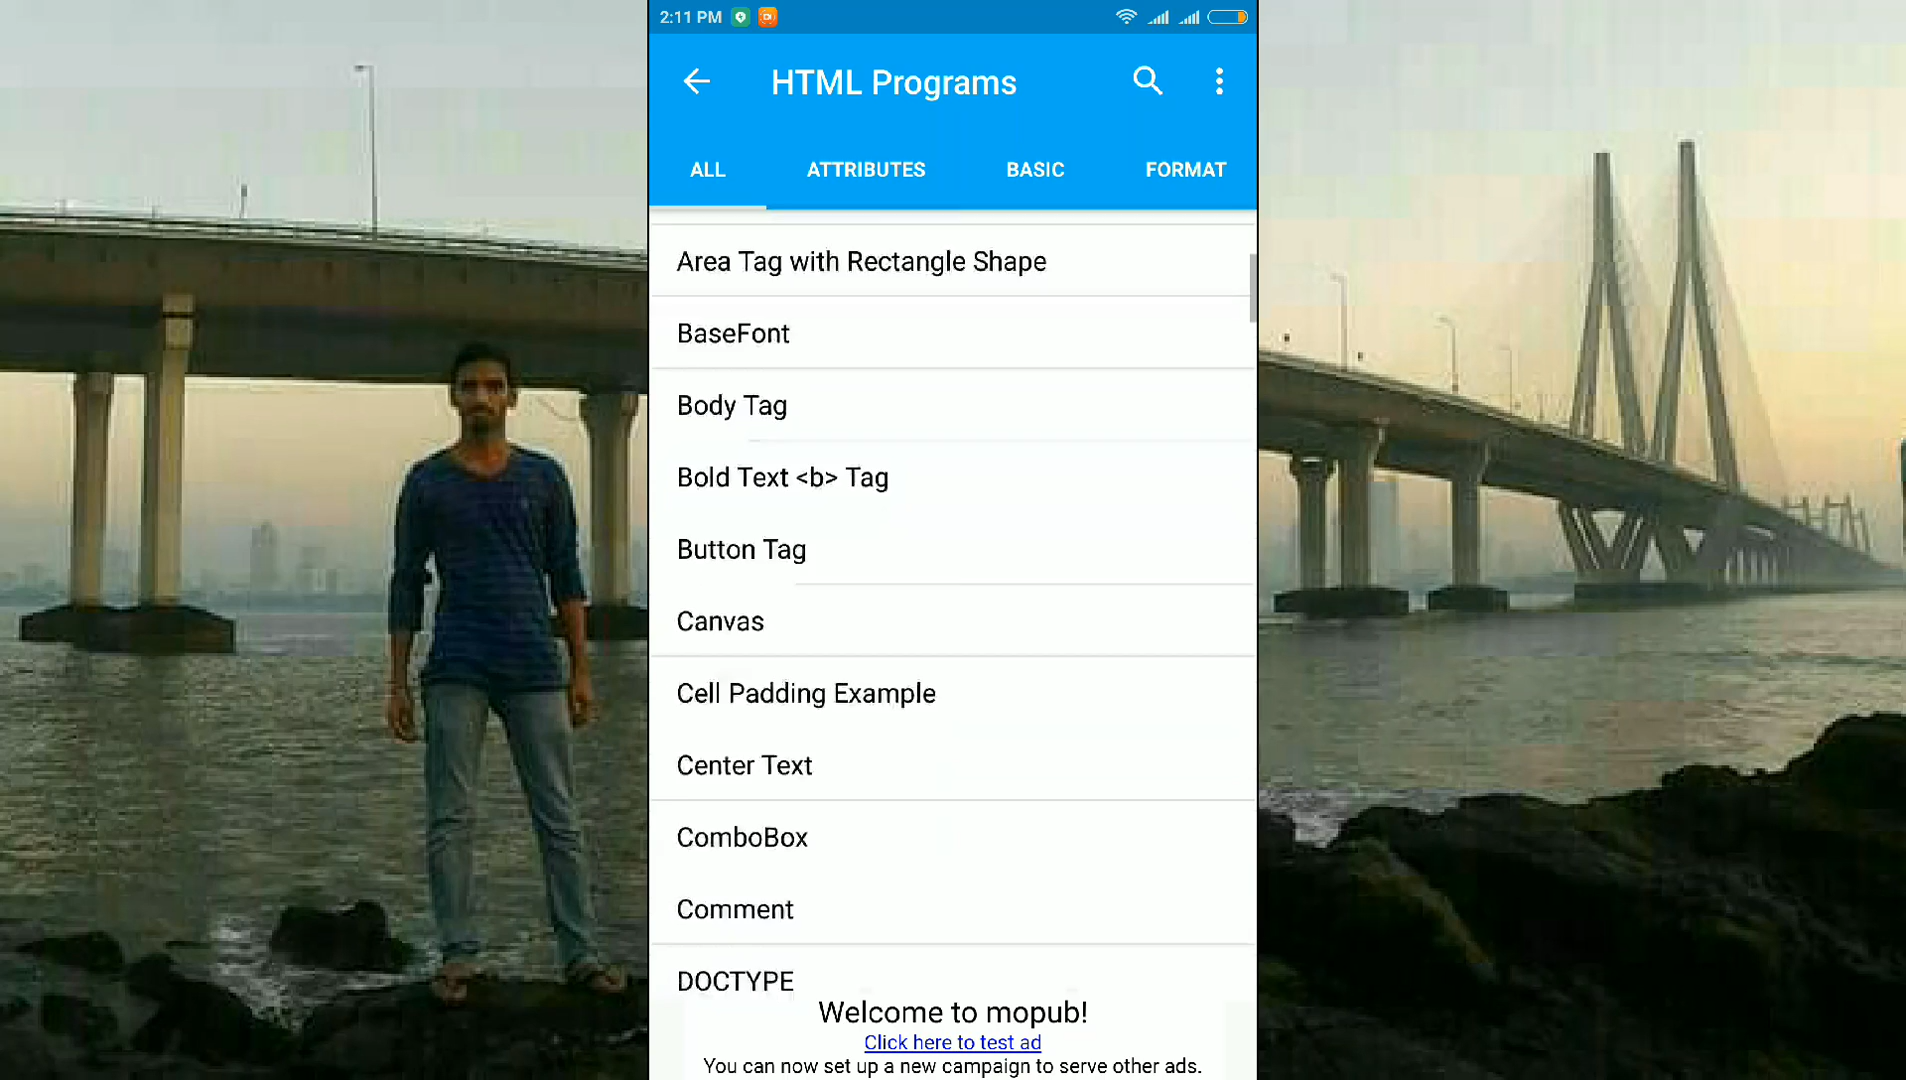 2:11 PM
HTML Programs
ALL ATTRIBUTES BASIC FORMAT
Area Tag with Rectangle Shape
BaseFont
Body Tag
Bold Text <b> Tag
Button Tag
Canvas
Cell Padding Example
Center Text
ComboBox
Comment
DOCTYPE
Welcome to mopub!
Click here to test ad
You can now set up a new campaign to serve other ads.